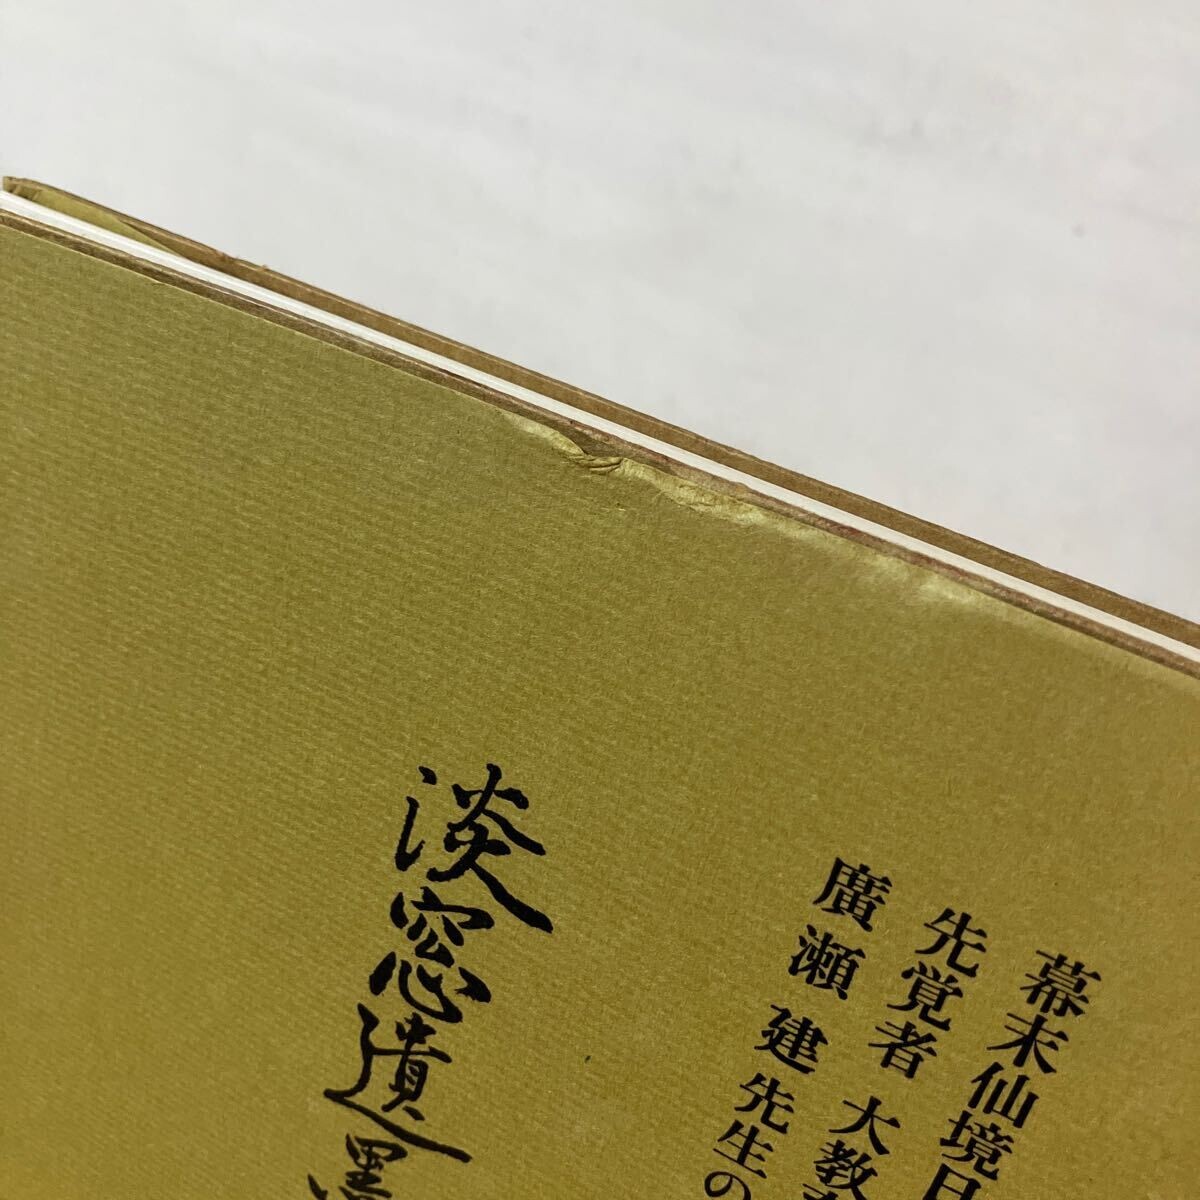 幕末仙境日
先覚者 大教育
廣瀬 建先生の
淡窓遺墨